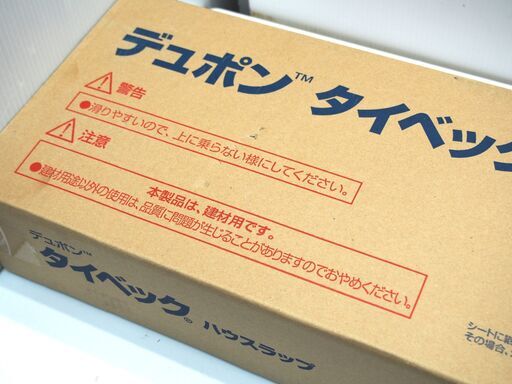 デュポン™ タイベック
警告
●滑りやすいので、上に乗らない様にしてください。
注意
本製品は、建材用です。
●建材用途以外の使用は、品質に問題が生じることがありますのでおやめください。
デュポン™
タイベック® ハウスラップ
シートに
その場合、